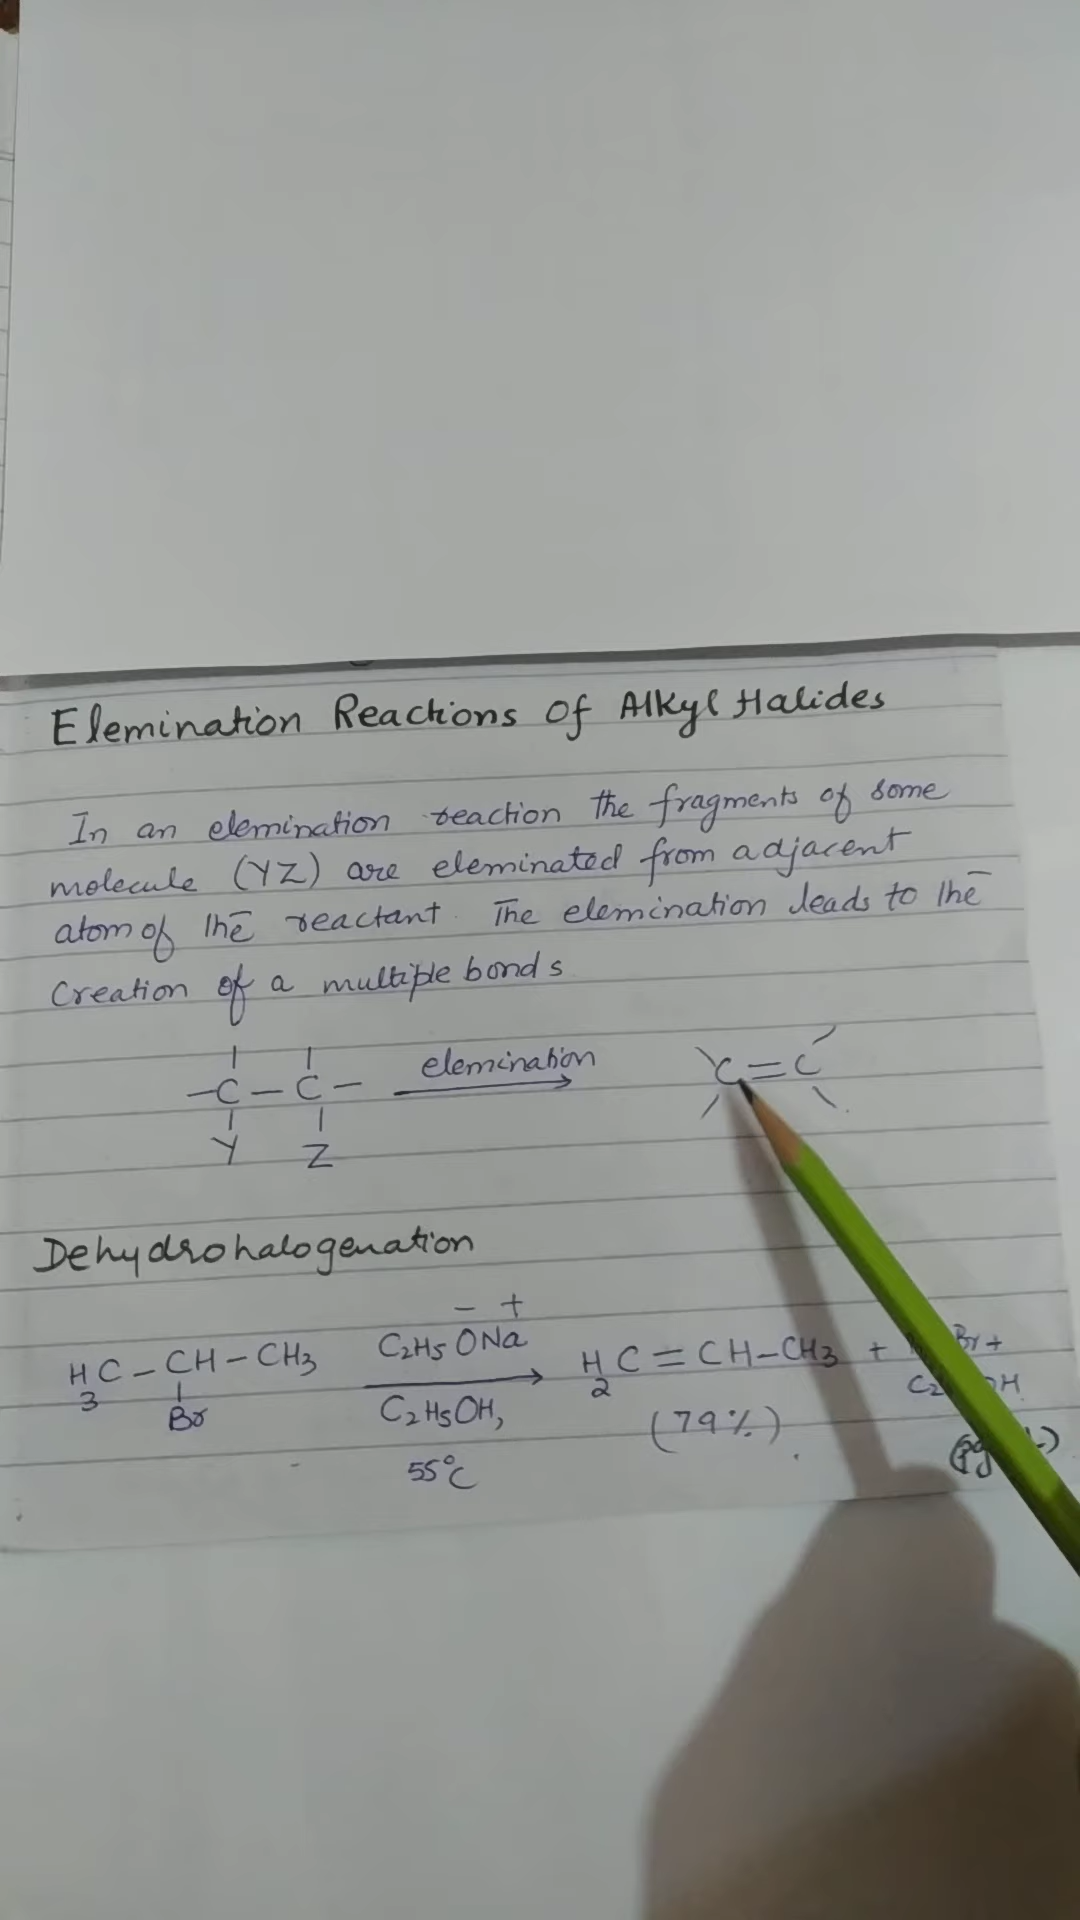 Elemination Reactions of Alkyl Halides
In an elemination reaction the fragments of some
molecule (YZ) are eleminated from adjacent
atom of the reactant. The elemination leads to the
Creation of a multiple bonds
-C-C- elemination C=C
Y Z
Dehydrohalogenation
- +
H3C-CH-CH3 C2H5ONa H2C=CH-CH3 + Br+
Br C2H5OH, (79%)
55°C